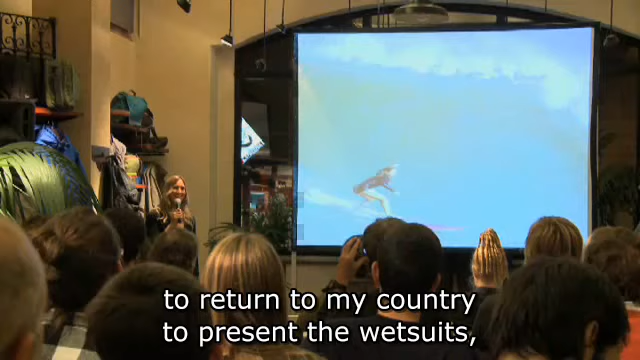 to return to my country
to present the wetsuits,